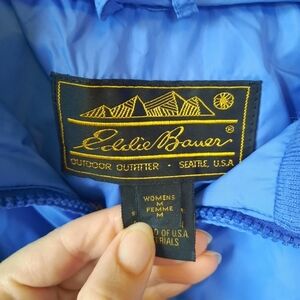 Eddie Bauer ®
OUTDOOR OUTFITTER • SEATTLE, U.S.A
WOMENS
M
FEMME
M
OF U.S.A